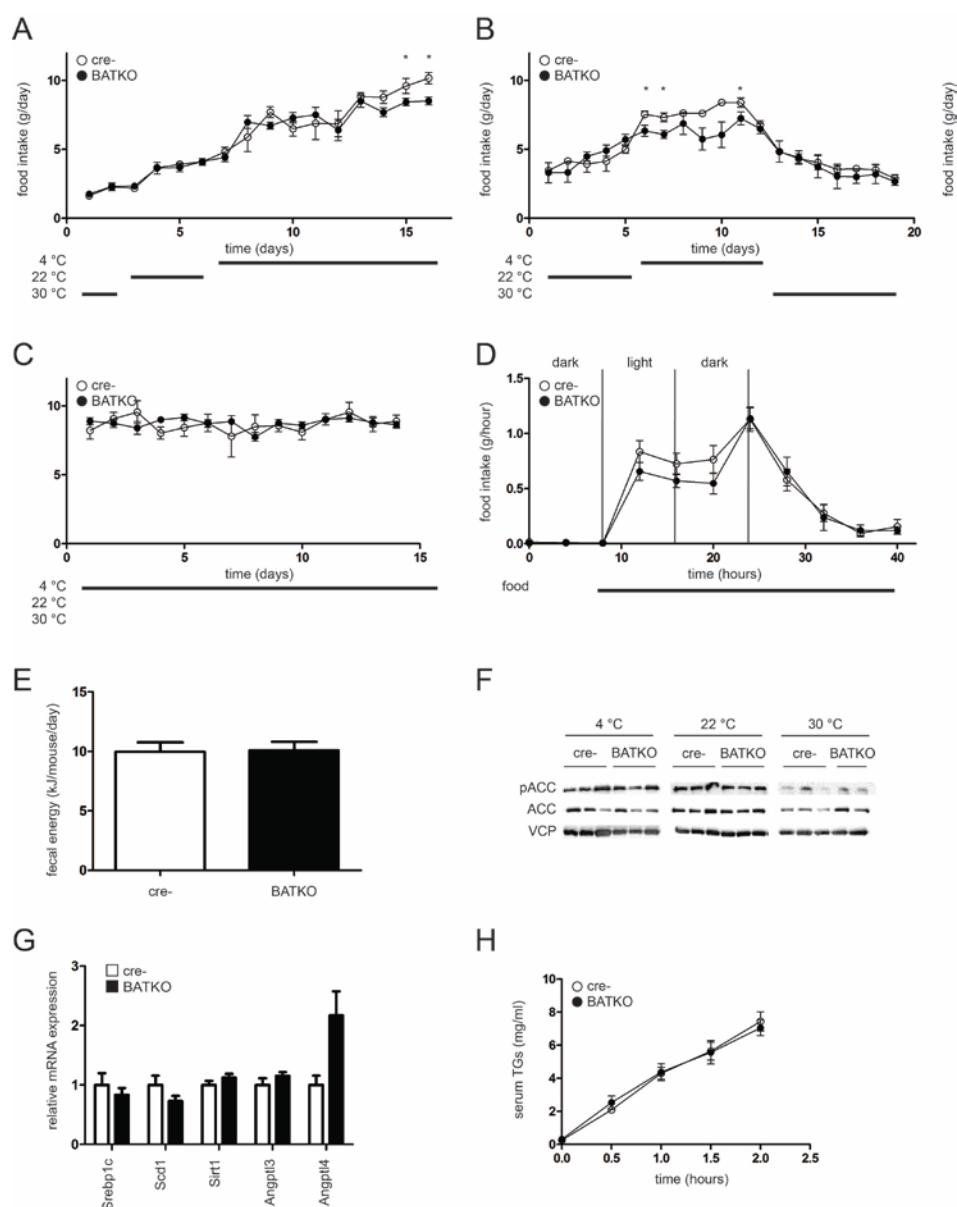 A
cre-
BATKO
* *
food intake (g/day)
10
5
0
0 5 10 15
time (days)
4 °C
22 °C
30 °C
B
cre-
BATKO
* * *
food intake (g/day)
10
5
0
0 5 10 15 20
time (days)
4 °C
22 °C
30 °C
food intake (g/day)
C
cre-
BATKO
10
5
0
0 5 10 15
time (days)
4 °C
22 °C
30 °C
D
dark light dark
cre-
BATKO
food intake (g/hour)
1.5
1.0
0.5
0.0
0 10 20 30 40
time (hours)
food
E
fecal energy (kJ/mouse/day)
15
10
5
0
cre- BATKO
F
4 °C 22 °C 30 °C
cre- BATKO cre- BATKO cre- BATKO
pACC
ACC
VCP
G
cre-
BATKO
relative mRNA expression
3
2
1
0
Srebp1c
Scd1
Sirt1
Angptl3
Angptl4
H
cre-
BATKO
serum TGs (mg/ml)
10
8
6
4
2
0
0.0 0.5 1.0 1.5 2.0 2.5
time (hours)